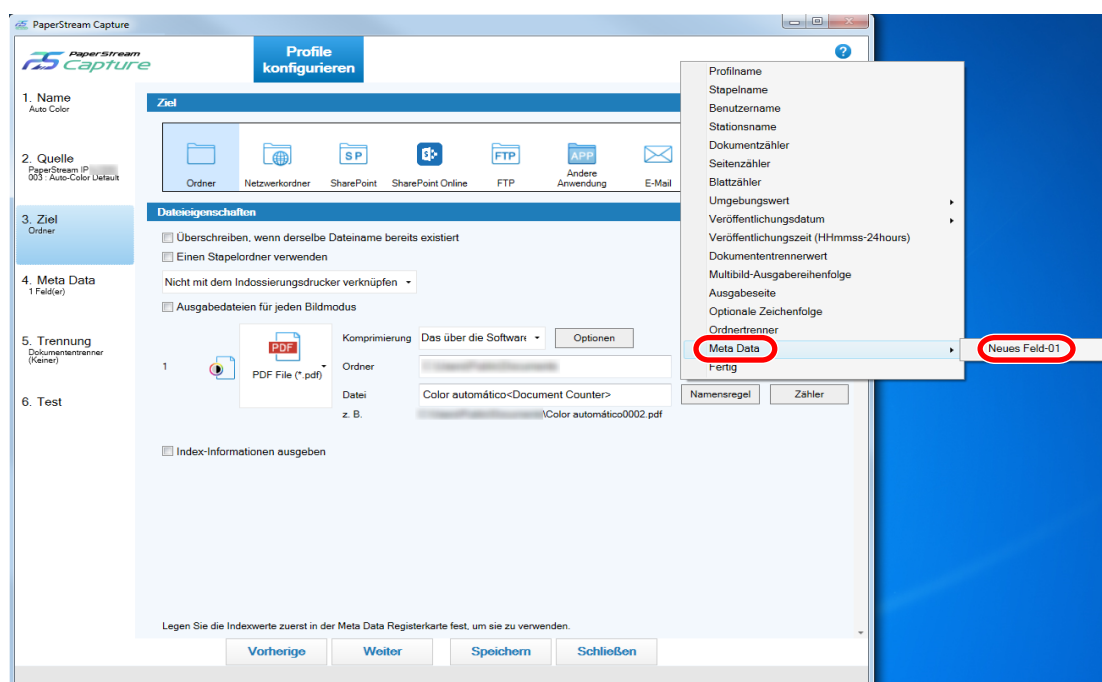 PaperStream Capture
PaperStream
Capture
Profile
konfigurieren
1. Name
Auto Color
2. Quelle
PaperStream IP
003 : Auto-Color Default
3. Ziel
Ordner
4. Meta Data
1 Feld(er)
5. Trennung
Dokumententrenner
(Keiner)
6. Test
Ziel
Ordner
Netzwerkordner
SP
SharePoint
SharePoint Online
FTP
FTP
APP
Andere
Anwendung
E-Mail
Dateieigenschaften
Überschreiben, wenn derselbe Dateiname bereits existiert
Einen Stapelordner verwenden
Nicht mit dem Indossierungsdrucker verknüpfen
Ausgabedateien für jeden Bildmodus
1
PDF
PDF File (*.pdf)
Komprimierung Das über die Software Optionen
Ordner
Datei Color automático<Document Counter> Namensregel Zähler
z. B. \Color automático0002.pdf
Index-Informationen ausgeben
Legen Sie die Indexwerte zuerst in der Meta Data Registerkarte fest, um sie zu verwenden.
Vorherige Weiter Speichern Schließen
Profilname
Stapelname
Benutzername
Stationsname
Dokumentzähler
Seitenzähler
Blattzähler
Umgebungswert
Veröffentlichungsdatum
Veröffentlichungszeit (HHmmss-24hours)
Dokumententrennerwert
Multibild-Ausgabereihenfolge
Ausgabeseite
Optionale Zeichenfolge
Ordnertrenner
Meta Data
Neues Feld-01
Fertig